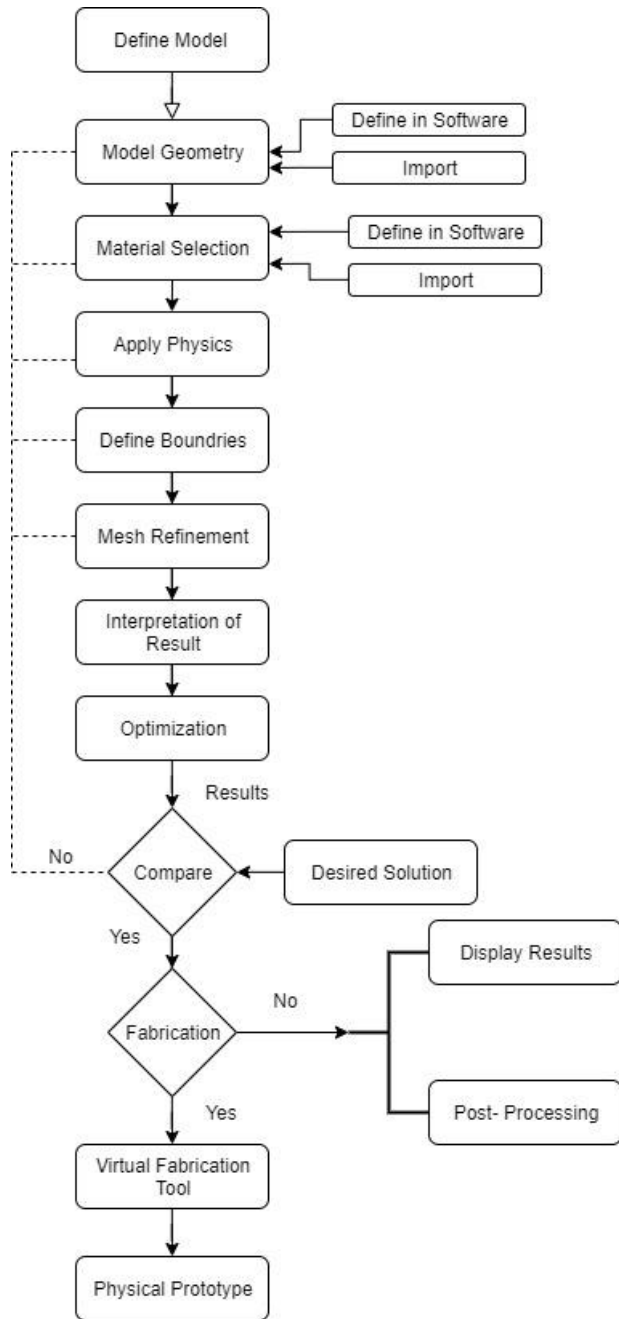 Define Model
Define in Software
Model Geometry
Import
Define in Software
Material Selection
Import
Apply Physics
Define Boundries
Mesh Refinement
Interpretation of
Result
Optimization
Results
No
Compare
Desired Solution
Yes
Display Results
No
Fabrication
Yes
Post- Processing
Virtual Fabrication
Tool
Physical Prototype